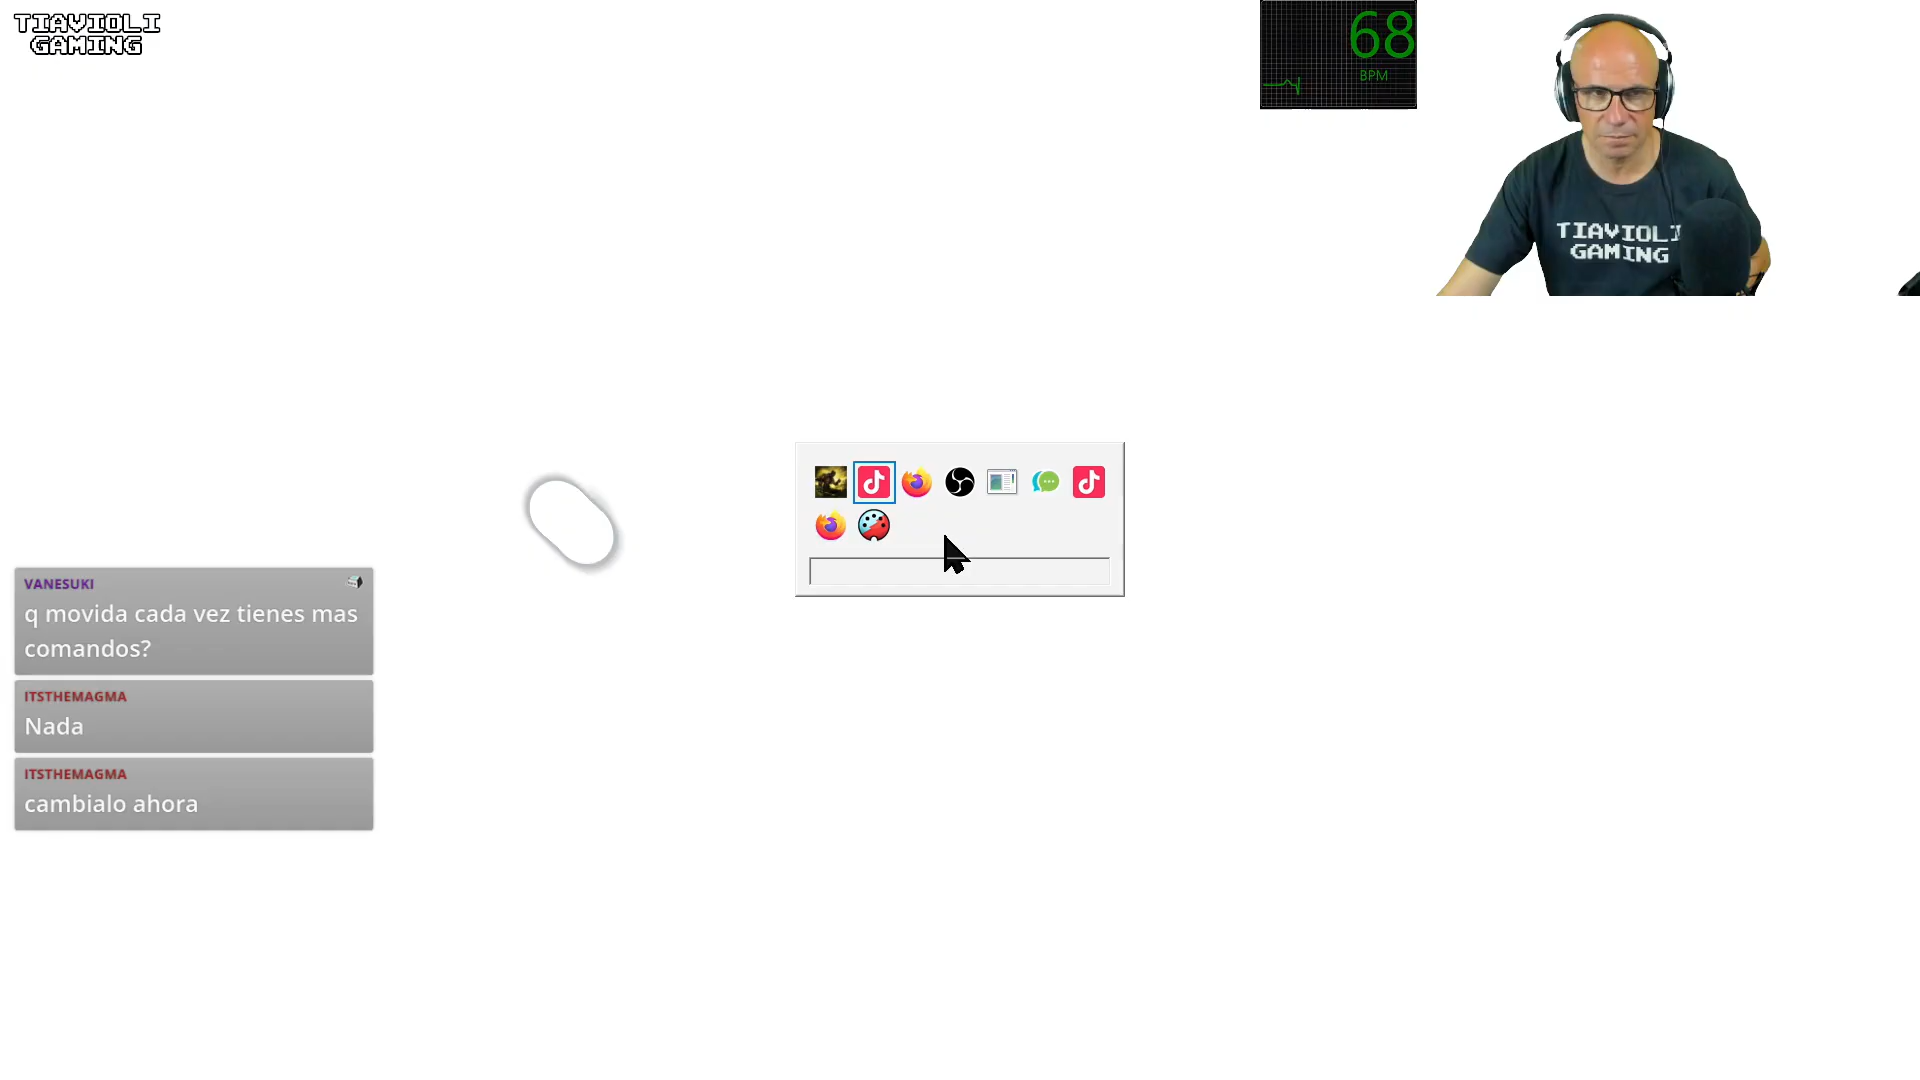 TIAVIOLI
GAMING
68
BPM
TIAVIOLI
GAMING
VANESUKI
q movida cada vez tienes mas
comandos?
ITSTHEMAGMA
Nada
ITSTHEMAGMA
cambialo ahora